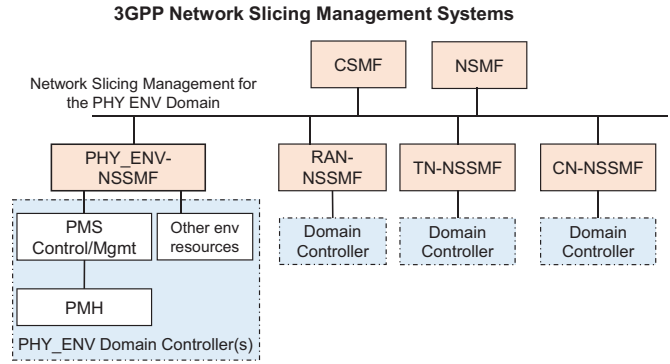 3GPP Network Slicing Management Systems
CSMF
NSMF
Network Slicing Management for
the PHY ENV Domain
PHY_ENV-
NSSMF
RAN-
NSSMF
TN-NSSMF
CN-NSSMF
PMS
Control/Mgmt
Other env
resources
Domain
Controller
Domain
Controller
Domain
Controller
PMH
PHY_ENV Domain Controller(s)